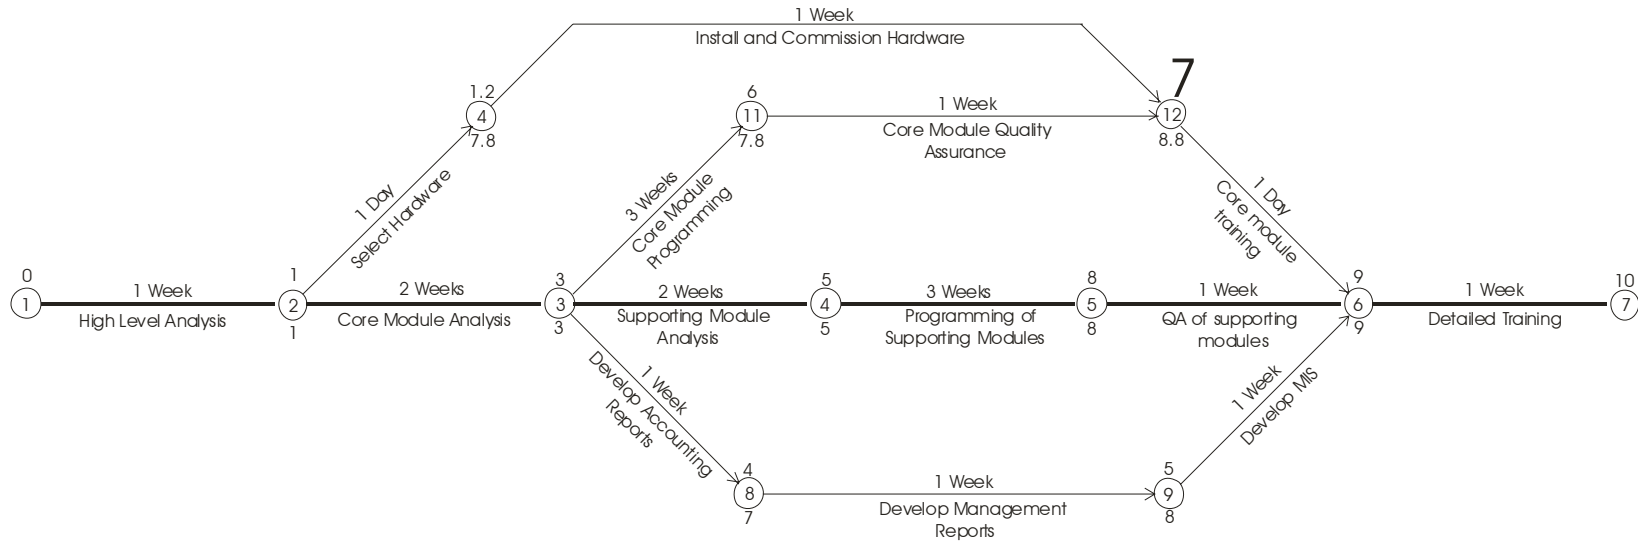 1 Week
Install and Commission Hardware
7
1.2
4
7.8
6
11
7.8
1 Week
Core Module Quality
Assurance
12
8.8
1 Day
Select Hardware
3 Weeks
Core Module
Programming
1 Day
Core module
training
0
1
1 Week
High Level Analysis
1
2
1
2 Weeks
Core Module Analysis
3
3
3
2 Weeks
Supporting Module
Analysis
5
4
5
3 Weeks
Programming of
Supporting Modules
8
5
8
1 Week
QA of supporting
modules
9
6
9
1 Week
Detailed Training
10
7
1 Week
Develop Accounting
Reports
4
8
7
1 Week
Develop Management
Reports
5
9
8
1 Week
Develop MIS